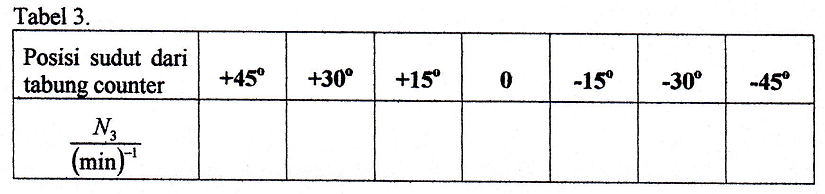 Tabel 3.
Posisi sudut dari
tabung counter
+45° +30° +15° 0 -15° -30° -45°
N₃
(min)⁻¹